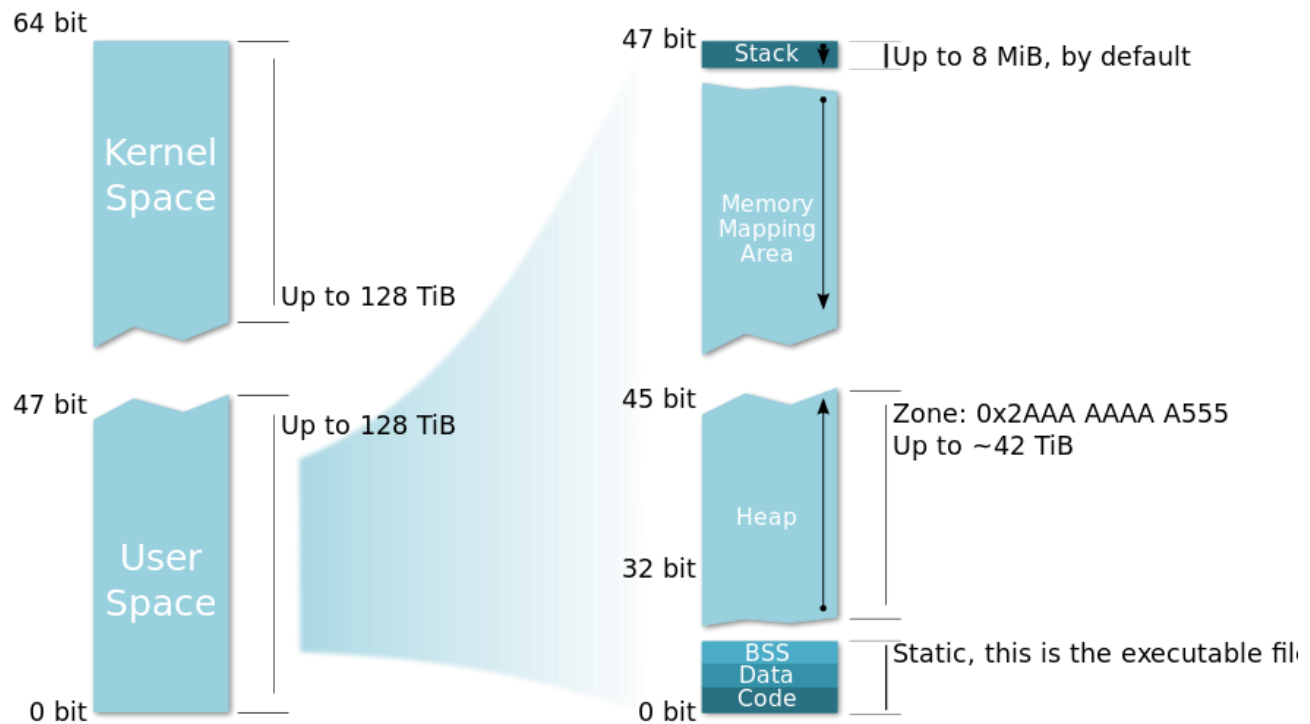 64 bit
Kernel
Space
Up to 128 TiB
47 bit
Up to 128 TiB
User
Space
0 bit
47 bit
Stack
Up to 8 MiB, by default
Memory
Mapping
Area
45 bit
Zone: 0x2AAA AAAA A555
Up to ~42 TiB
Heap
32 bit
BSS
Static, this is the executable
Data
Code
0 bit